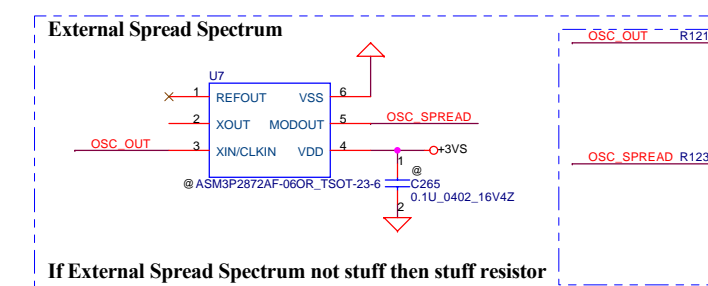 External Spread Spectrum
OSC_OUT R121
U7
1 REFOUT VSS 6
2 XOUT MODOUT 5 OSC_SPREAD
OSC_OUT 3 XIN/CLKIN VDD 4 +3VS
OSC_SPREAD R123
1 @
@ ASM3P2872AF-06OR_TSOT-23-6 C265
0.1U_0402_16V4Z
2
If External Spread Spectrum not stuff then stuff resistor